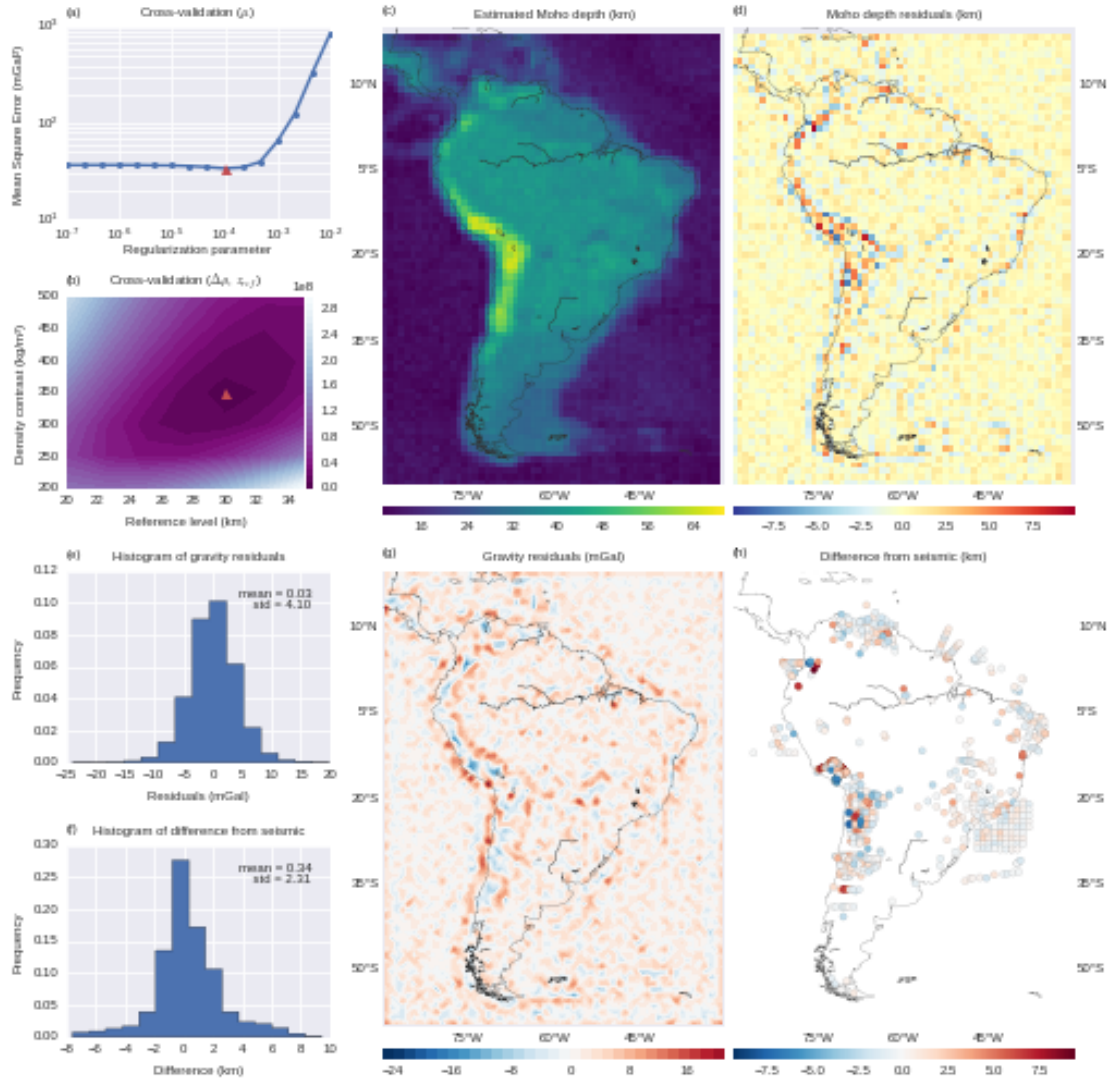 (a) Cross-validation (μ)
10³
10²
10¹
Mean Square Error (mGal²)
10⁻⁷ 10⁻⁶ 10⁻⁵ 10⁻⁴ 10⁻³ 10⁻²
Regularization parameter
(b) Cross-validation (Δρ, z_ref)
1e8
500
450
400
350
300
250
200
Density contrast (kg/m³)
20 22 24 26 28 30 32 34
Reference level (km)
2.8
2.4
2.0
1.6
1.2
0.8
0.4
0.0
(c) Estimated Moho depth (km)
10°N
5°S
20°S
35°S
50°S
75°W 60°W 45°W
16 24 32 40 48 56 64
(d) Moho depth residuals (km)
10°N
5°S
20°S
35°S
50°S
75°W 60°W 45°W
−7.5 −5.0 −2.5 0.0 2.5 5.0 7.5
(e) Histogram of gravity residuals
mean = 0.03
std = 4.10
0.12
0.10
0.08
0.06
0.04
0.02
0.00
Frequency
−25 −20 −15 −10 −5 0 5 10 15 20
Residuals (mGal)
(f) Histogram of difference from seismic
mean = 0.34
std = 2.31
0.30
0.25
0.20
0.15
0.10
0.05
0.00
Frequency
−8 −6 −4 −2 0 2 4 6 8 10
Difference (km)
(g) Gravity residuals (mGal)
10°N
5°S
20°S
35°S
50°S
75°W 60°W 45°W
−24 −16 −8 0 8 16
(h) Difference from seismic (km)
10°N
5°S
20°S
35°S
50°S
75°W 60°W 45°W
−7.5 −5.0 −2.5 0.0 2.5 5.0 7.5